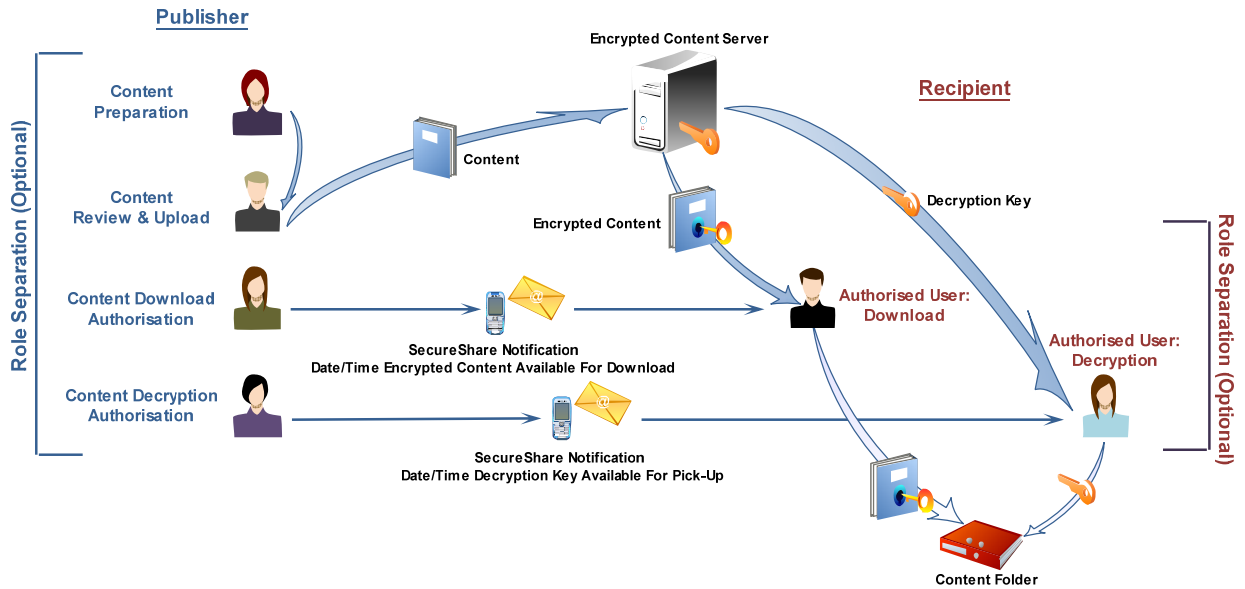 Publisher
Encrypted Content Server
Recipient
Role Separation (Optional)
Content
Preparation
Content
Content
Review & Upload
Decryption Key
Encrypted Content
Role Separation (Optional)
Content Download
Authorisation
@
Authorised User:
Download
SecureShare Notification
Date/Time Encrypted Content Available For Download
Authorised User:
Decryption
Content Decryption
Authorisation
@
SecureShare Notification
Date/Time Decryption Key Available For Pick-Up
Content Folder